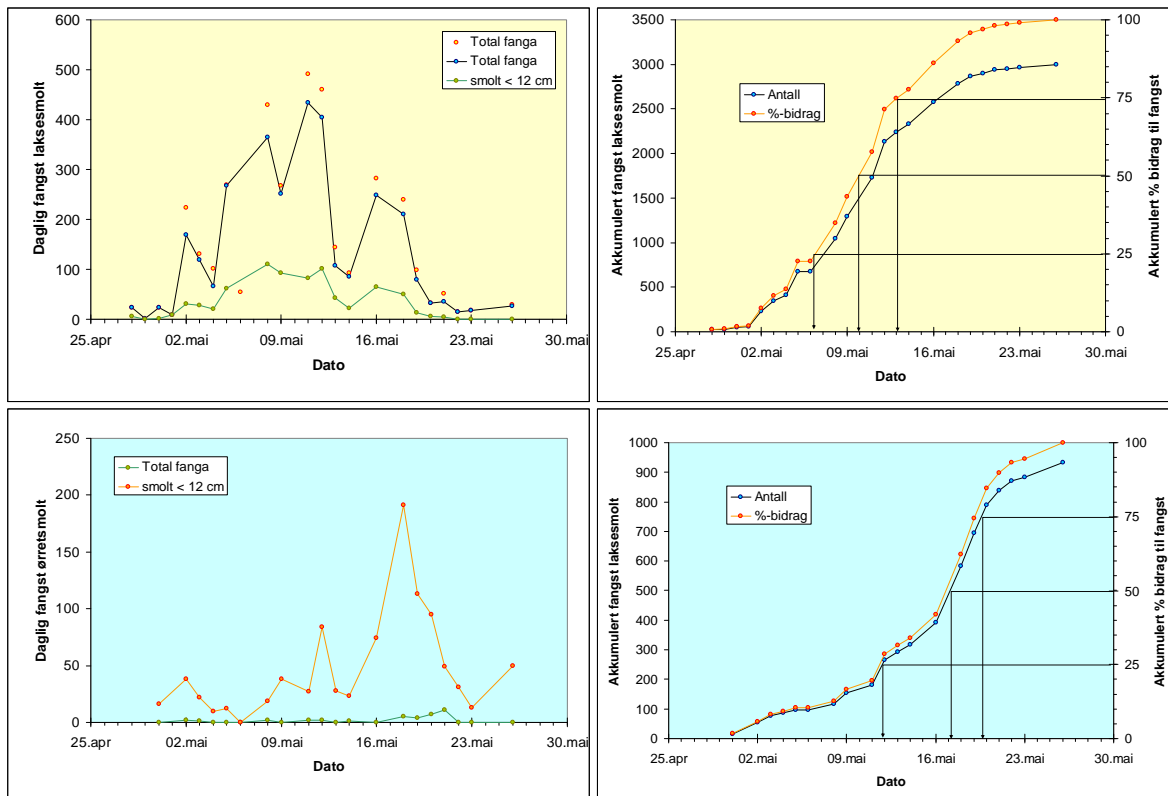 600
500
400
300
200
100
0
Daglig fangst laksesmolt
Total fanga
Total fanga
smolt < 12 cm
25.apr 02.mai 09.mai 16.mai 23.mai 30.mai
Dato
3500
3000
2500
2000
1500
1000
500
0
Akkumulert fangst laksesmolt
Antall
%-bidrag
100
75
50
25
0
Akkumulert % bidrag til fangst
25.apr 02.mai 09.mai 16.mai 23.mai 30.mai
Dato
250
200
150
100
50
0
Daglig fangst ørretsmolt
Total fanga
smolt < 12 cm
25.apr 02.mai 09.mai 16.mai 23.mai 30.mai
Dato
1000
900
800
700
600
500
400
300
200
100
0
Akkumulert fangst laksesmolt
Antall
%-bidrag
100
75
50
25
0
Akkumulert % bidrag til fangst
25.apr 02.mai 09.mai 16.mai 23.mai 30.mai
Dato